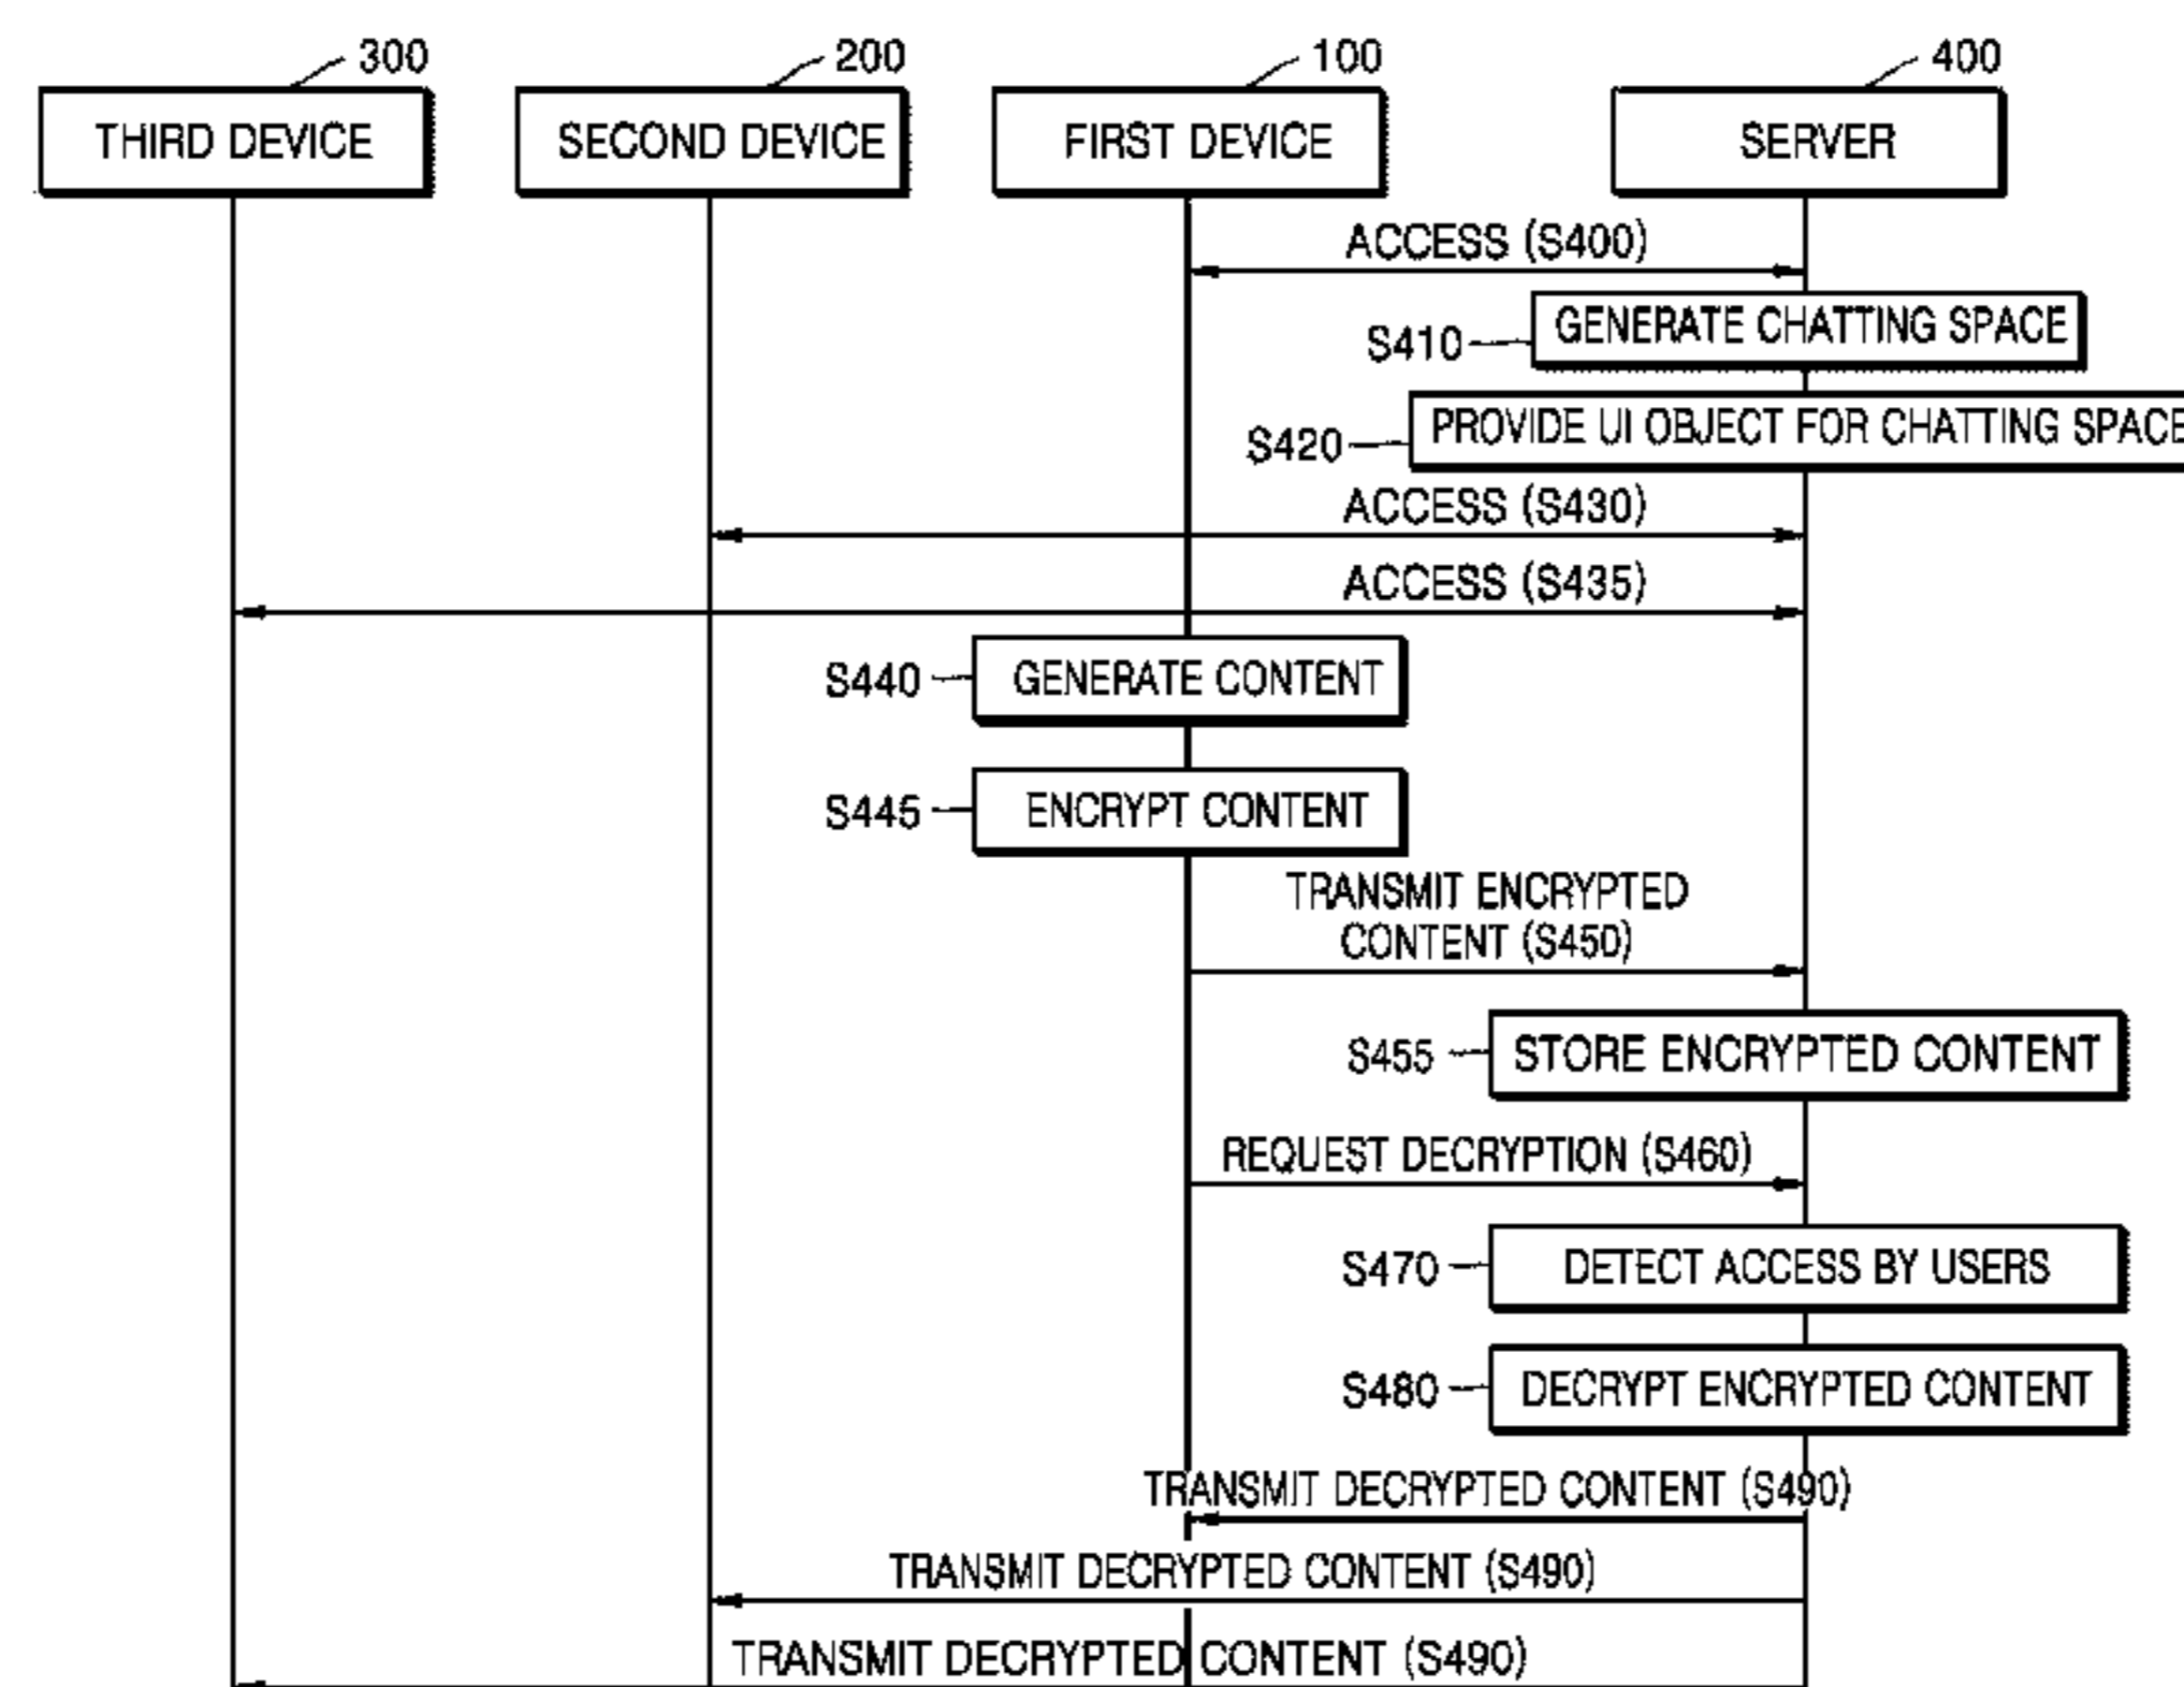 300
200
100
400
THIRD DEVICE
SECOND DEVICE
FIRST DEVICE
SERVER
ACCESS (S400)
S410
GENERATE CHATTING SPACE
S420
PROVIDE UI OBJECT FOR CHATTING SPACE
ACCESS (S430)
ACCESS (S435)
S440
GENERATE CONTENT
S445
ENCRYPT CONTENT
TRANSMIT ENCRYPTED
CONTENT (S450)
S455
STORE ENCRYPTED CONTENT
REQUEST DECRYPTION (S460)
S470
DETECT ACCESS BY USERS
S480
DECRYPT ENCRYPTED CONTENT
TRANSMIT DECRYPTED CONTENT (S490)
TRANSMIT DECRYPTED CONTENT (S490)
TRANSMIT DECRYPTED CONTENT (S490)